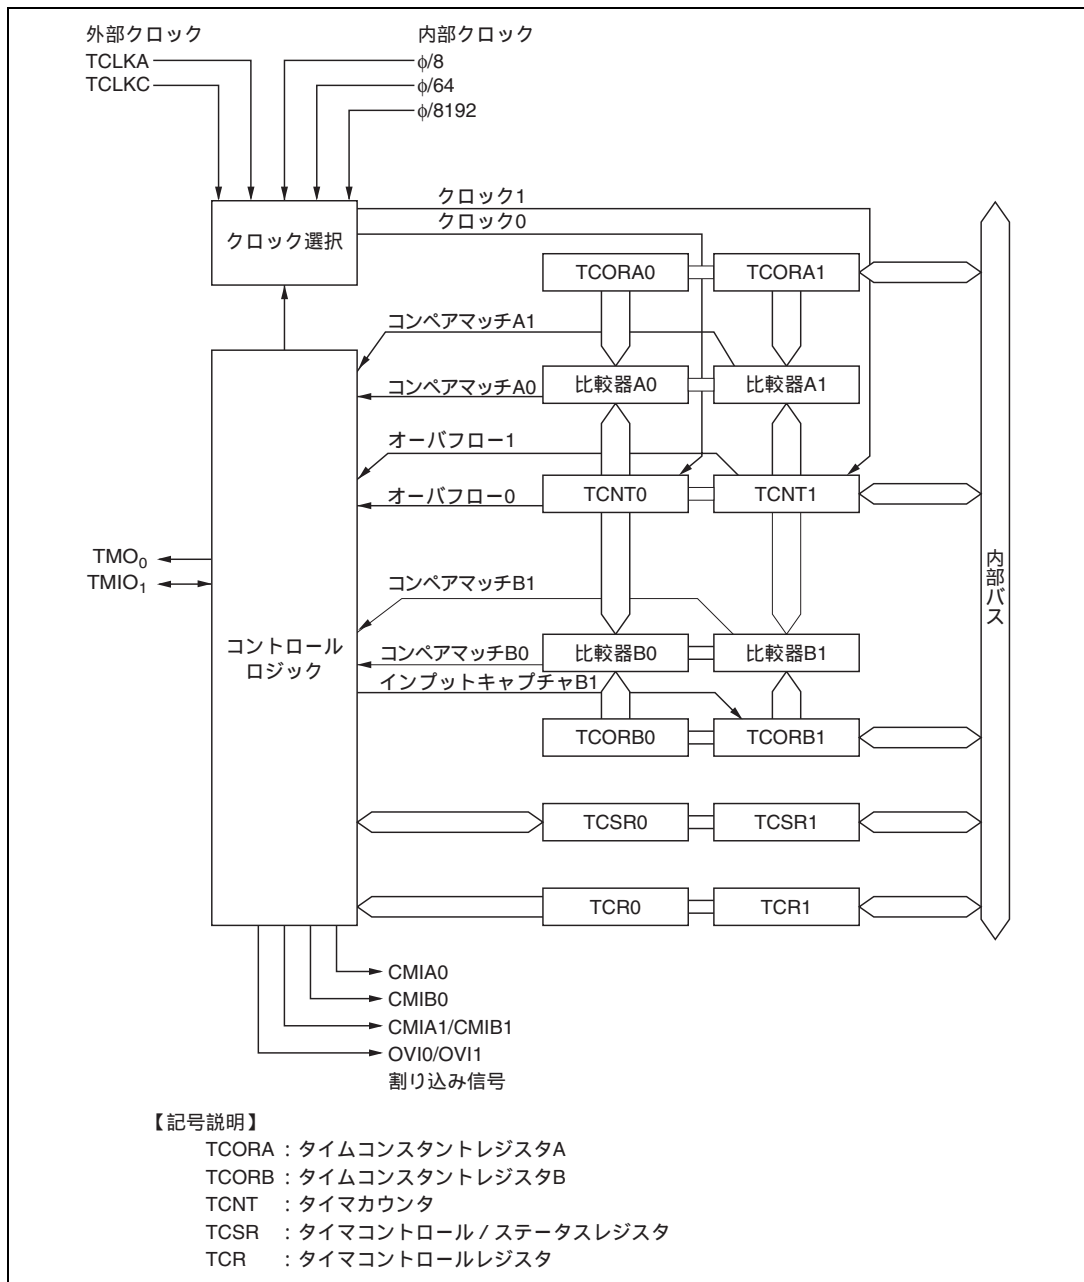 外部クロック
TCLKA
TCLKC
内部クロック
φ/8
φ/64
φ/8192
クロック1
クロック0
クロック選択
TCORA0
TCORA1
コンペアマッチA1
比較器A0
比較器A1
コンペアマッチA0
オーバフロー1
TCNT0
TCNT1
オーバフロー0
TMO₀
TMIO₁
内部バス
コンペアマッチB1
コントロール
ロジック
比較器B0
比較器B1
コンペアマッチB0
インプットキャプチャB1
TCORB0
TCORB1
TCSR0
TCSR1
TCR0
TCR1
CMIA0
CMIB0
CMIA1/CMIB1
OVI0/OVI1
割り込み信号
【記号説明】
TCORA : タイムコンスタントレジスタA
TCORB : タイムコンスタントレジスタB
TCNT : タイマカウンタ
TCSR : タイマコントロール / ステータスレジスタ
TCR : タイマコントロールレジスタ